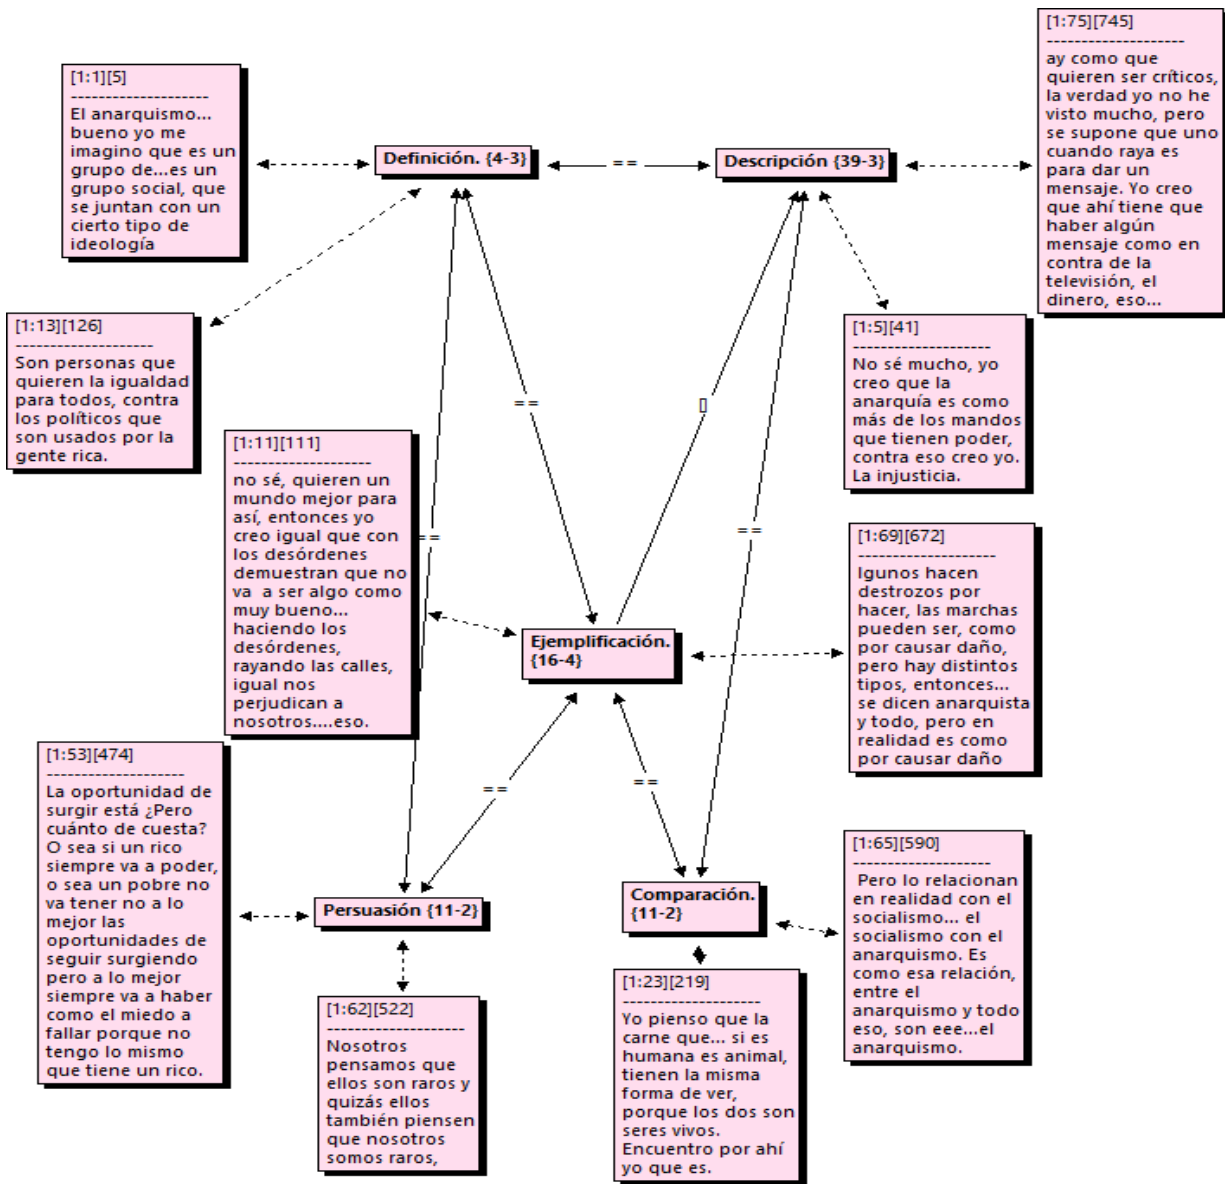 [1:75][745]
--------------------
ay como que
quieren ser críticos,
la verdad yo no he
visto mucho, pero
se supone que uno
cuando raya es
para dar un
mensaje. Yo creo
que ahí tiene que
haber algún
mensaje como en
contra de la
televisión, el
dinero, eso...
[1:1][5]
--------------------
El anarquismo...
bueno yo me
imagino que es un
grupo de...es un
grupo social, que
se juntan con un
cierto tipo de
ideología
Definición. {4-3}
==
Descripción {39-3}
[1:13][126]
--------------------
Son personas que
quieren la igualdad
para todos, contra
los políticos que
son usados por la
gente rica.
[1:5][41]
--------------------
No sé mucho, yo
creo que la
anarquía es como
más de los mandos
que tienen poder,
contra eso creo yo.
La injusticia.
==
[]
[1:11][111]
--------------------
no sé, quieren un
mundo mejor para
así, entonces yo
creo igual que con
los desórdenes
demuestran que no
va  a ser algo como
muy bueno...
haciendo los
desórdenes,
rayando las calles,
igual nos
perjudican a
nosotros....eso.
==
==
[1:69][672]
--------------------
lgunos hacen
destrozos por
hacer, las marchas
pueden ser, como
por causar daño,
pero hay distintos
tipos, entonces...
se dicen anarquista
y todo, pero en
realidad es como
por causar daño
Ejemplificación.
{16-4}
[1:53][474]
--------------------
La oportunidad de
surgir está ¿Pero
cuánto de cuesta?
O sea si un rico
siempre va a poder,
o sea un pobre no
va tener no a lo
mejor las
oportunidades de
seguir surgiendo
pero a lo mejor
siempre va a haber
como el miedo a
fallar porque no
tengo lo mismo
que tiene un rico.
==
==
[1:65][590]
--------------------
Pero lo relacionan
en realidad con el
socialismo... el
socialismo con el
anarquismo. Es
como esa relación,
entre el
anarquismo y todo
eso, son eee...el
anarquismo.
Persuasión {11-2}
Comparación.
{11-2}
[1:62][522]
--------------------
Nosotros
pensamos que
ellos son raros y
quizás ellos
también piensen
que nosotros
somos raros,
[1:23][219]
--------------------
Yo pienso que la
carne que... si es
humana es animal,
tienen la misma
forma de ver,
porque los dos son
seres vivos.
Encuentro por ahí
yo que es.